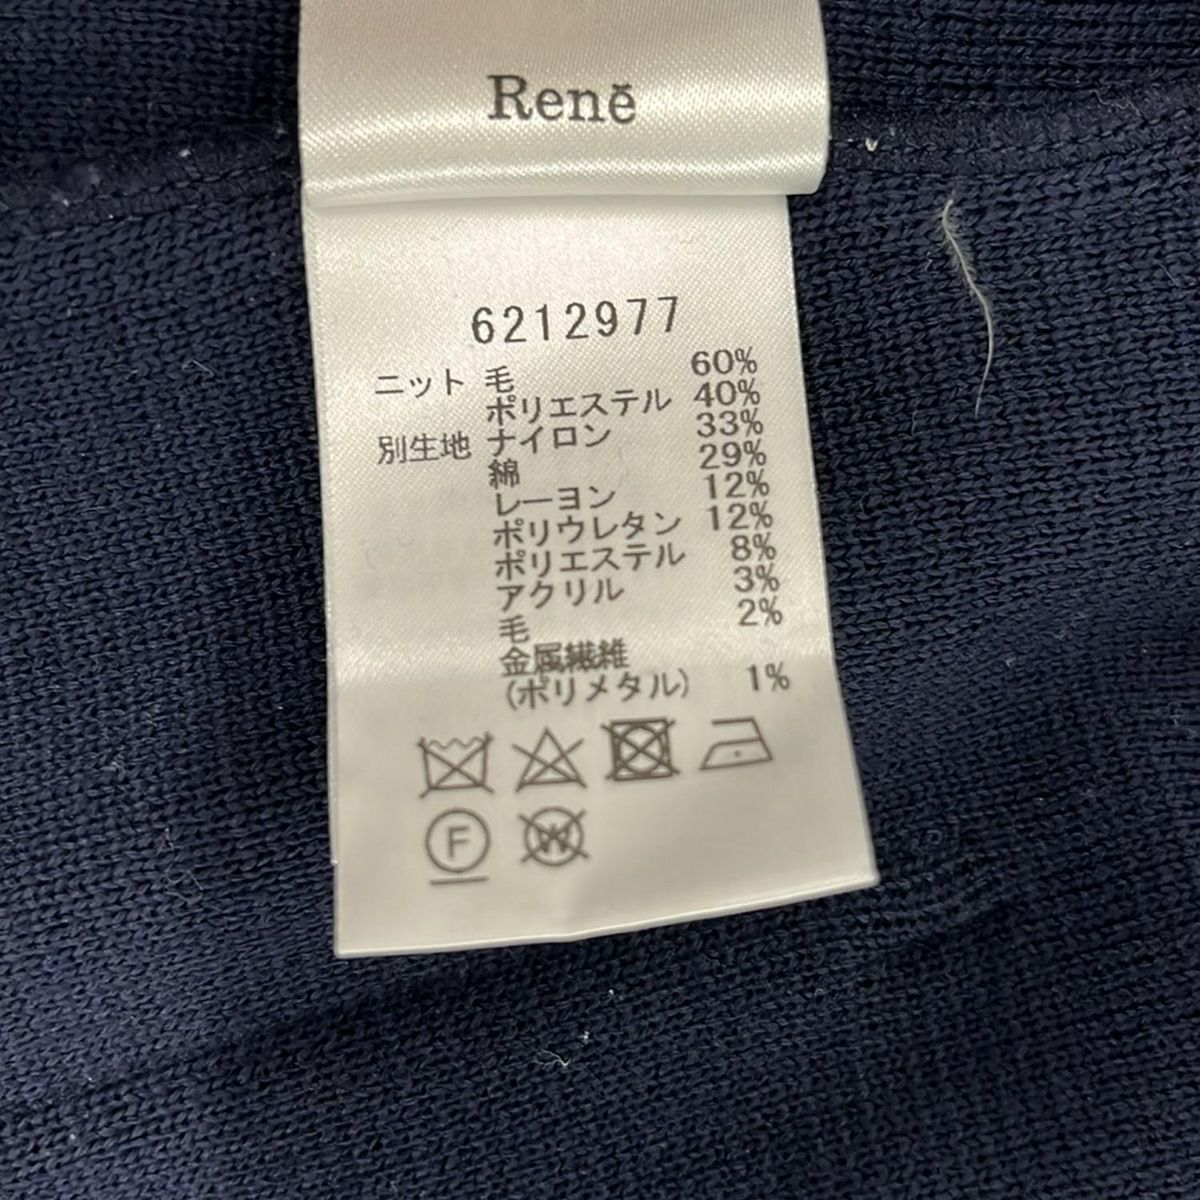 René
6212977
ニット 毛 60%
ポリエステル 40%
別生地 ナイロン 33%
綿 29%
レーヨン 12%
ポリウレタン 12%
ポリエステル 8%
アクリル 3%
毛 2%
金属繊維
(ポリメタル) 1%
F W